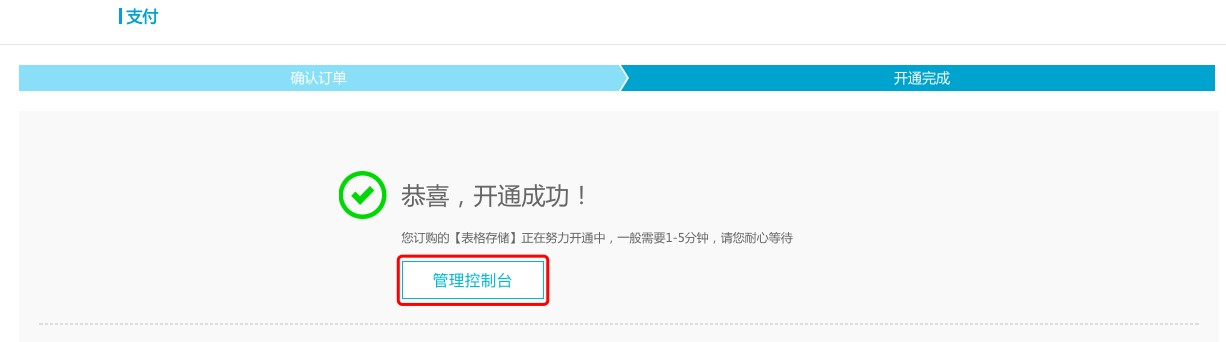 支付
确认订单
开通完成
恭喜，开通成功！
您订购的【表格存储】正在努力开通中，一般需要1-5分钟，请您耐心等待
管理控制台